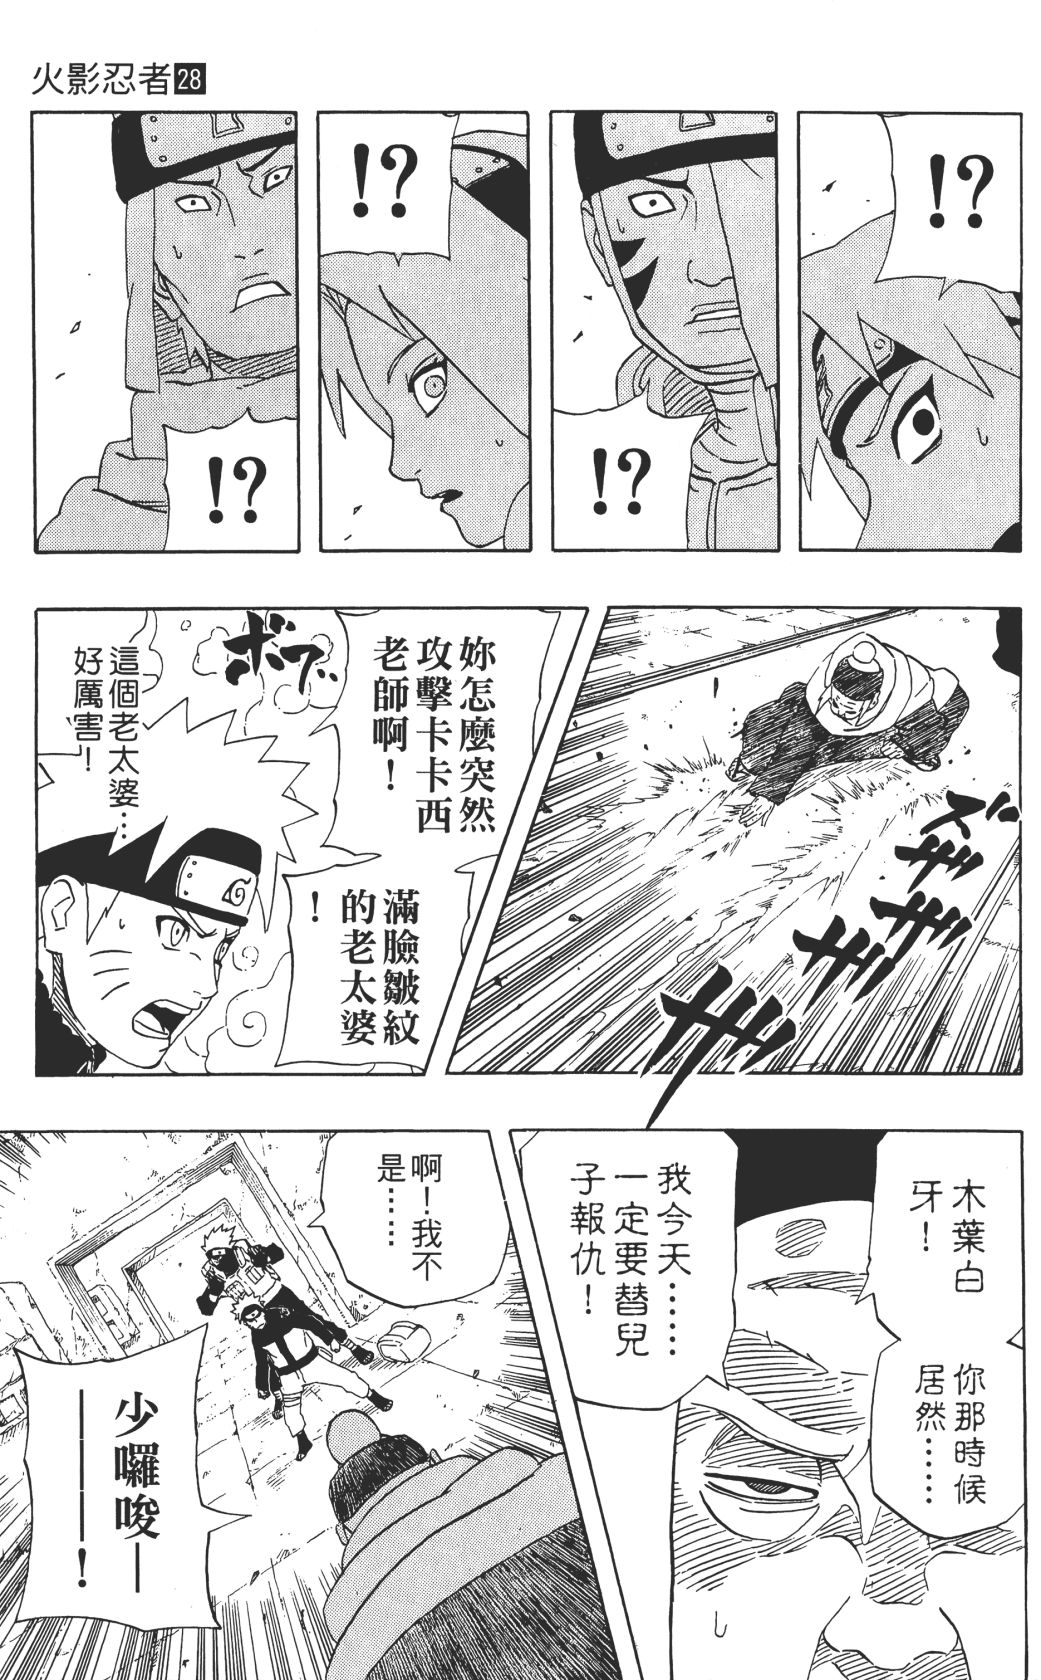 火影忍者28
!?
!?
!?
!?
ズザザザザザ
妳怎麼突然
攻擊卡卡西
老師啊！
滿臉皺紋
的老太婆
！
ボフッ
這個老太婆…
好厲害！
木葉白
牙！
你那時候
居然……
我今天……
一定要替兒
子報仇！
啊！我不
是……
少囉唆—
———！